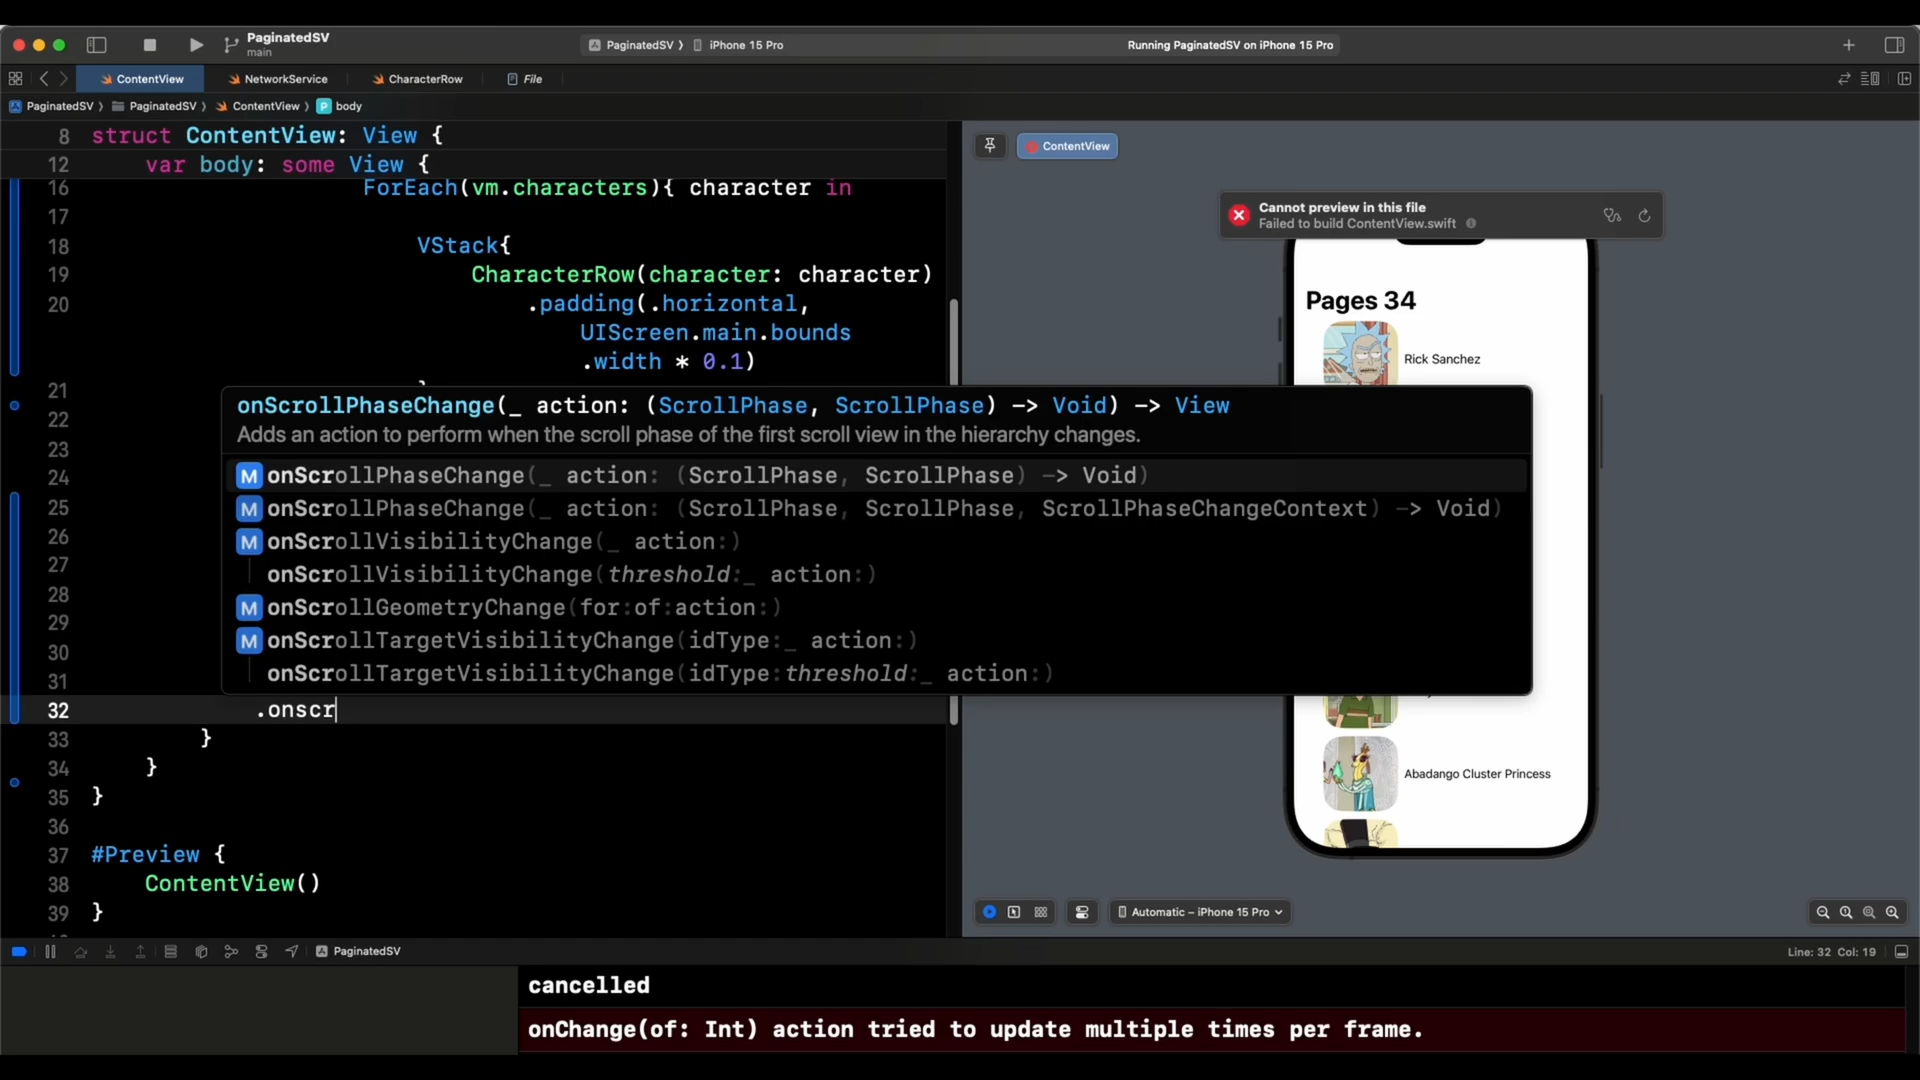 PaginatedSV
main
PaginatedSV 〉 iPhone 15 Pro
Running PaginatedSV on iPhone 15 Pro
ContentView
NetworkService
CharacterRow
File
PaginatedSV 〉 PaginatedSV 〉 ContentView 〉 P body
8 struct ContentView: View {
12 var body: some View {
16 ForEach(vm.characters){ character in
17
18 VStack{
19 CharacterRow(character: character)
20 .padding(.horizontal,
UIScreen.main.bounds
.width * 0.1)
21
22
23
24
25
26
27
28
29
30
31
onScrollPhaseChange(_ action: (ScrollPhase, ScrollPhase) -> Void) -> View
Adds an action to perform when the scroll phase of the first scroll view in the hierarchy changes.
M onScrollPhaseChange(_ action: (ScrollPhase, ScrollPhase) -> Void)
M onScrollPhaseChange(_ action: (ScrollPhase, ScrollPhase, ScrollPhaseChangeContext) -> Void)
M onScrollVisibilityChange(_ action:)
onScrollVisibilityChange(threshold:_ action:)
M onScrollGeometryChange(for:of:action:)
M onScrollTargetVisibilityChange(idType:_ action:)
onScrollTargetVisibilityChange(idType:threshold:_ action:)
32 .onscr
33 }
34 }
35 }
36
37 #Preview {
38 ContentView()
39 }
ContentView
Cannot preview in this file
Failed to build ContentView.swift
Pages 34
Rick Sanchez
Abadango Cluster Princess
Automatic – iPhone 15 Pro
PaginatedSV
Line: 32 Col: 19
cancelled
onChange(of: Int) action tried to update multiple times per frame.